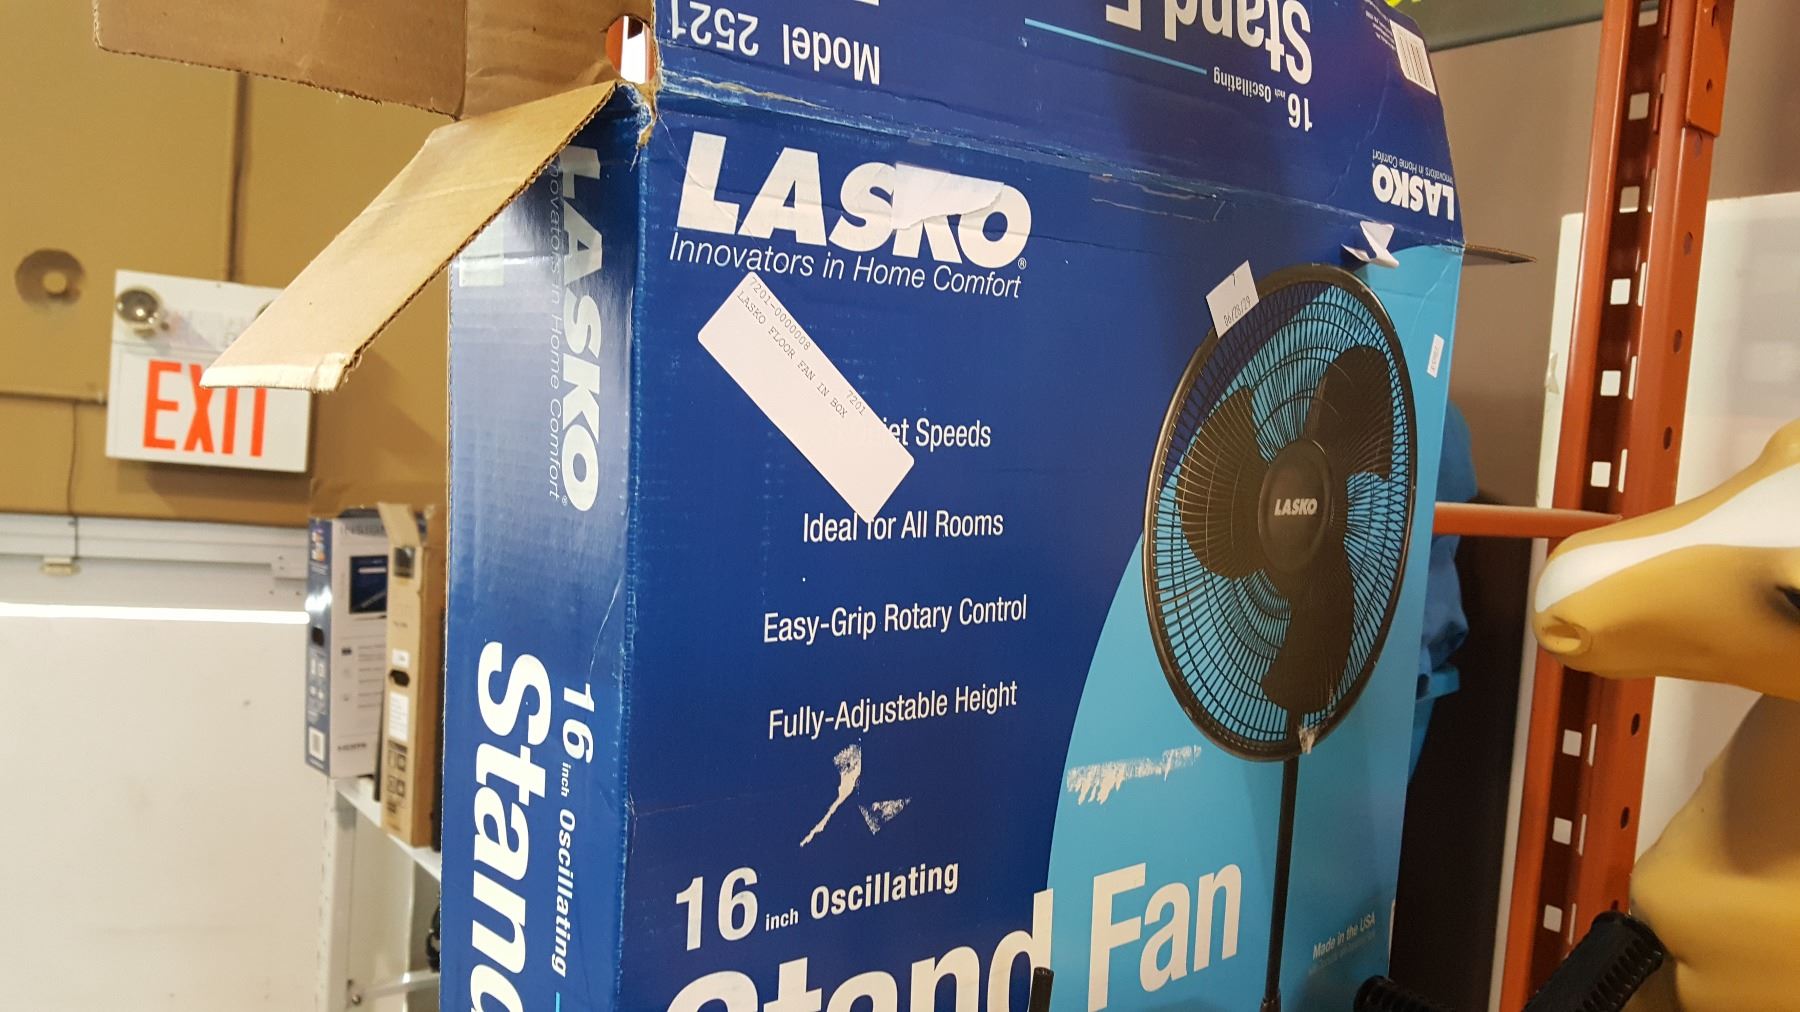 Model 2521
16 inch Oscillating
Stand F
LASKO
Innovators in Home Comfort
LASKO®
Innovators in Home Comfort
7201-0000008 7201
LASKO FLOOR FAN IN BOX
iet Speeds
Ideal for All Rooms
Easy-Grip Rotary Control
Fully-Adjustable Height
16 inch Oscillating
Stand Fan
LASKO
Made in the USA
LASKO®
Innovators in Home Comfort
16 inch Oscillating
Stand
EXIT